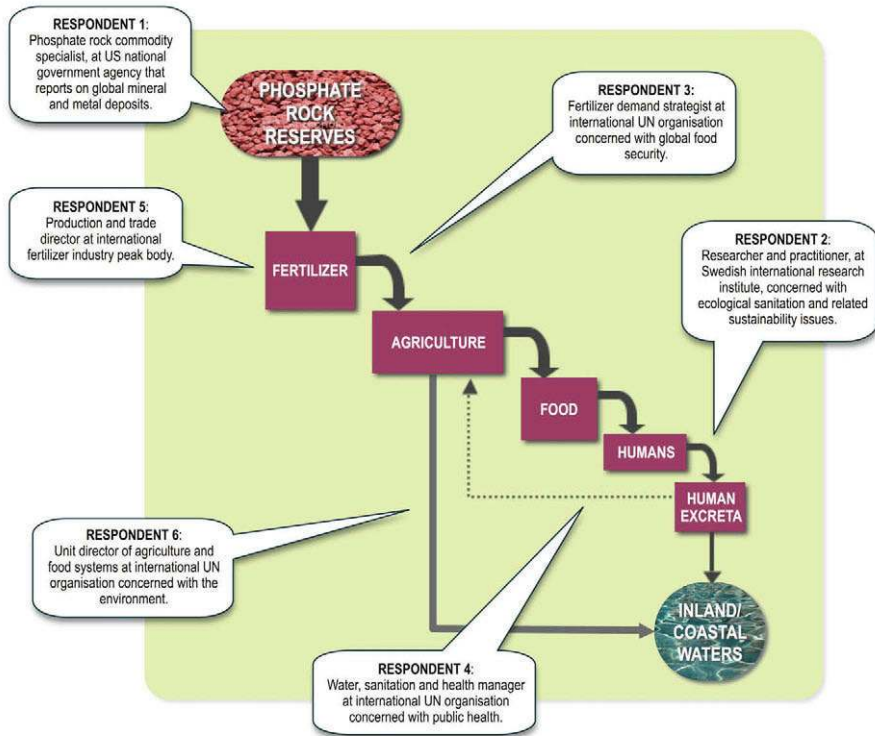 RESPONDENT 1:
Phosphate rock commodity
specialist, at US national
government agency that
reports on global mineral
and metal deposits.
PHOSPHATE
ROCK
RESERVES
RESPONDENT 3:
Fertilizer demand strategist at
international UN organisation
concerned with global food
security.
RESPONDENT 5:
Production and trade
director at international
fertilizer industry peak body.
FERTILIZER
RESPONDENT 2:
Researcher and practitioner, at
Swedish international research
institute, concerned with
ecological sanitation and related
sustainability issues.
AGRICULTURE
FOOD
HUMANS
HUMAN
EXCRETA
RESPONDENT 6:
Unit director of agriculture and
food systems at international UN
organisation concerned with the
environment.
INLAND/
COASTAL
WATERS
RESPONDENT 4:
Water, sanitation and health manager
at international UN organisation
concerned with public health.